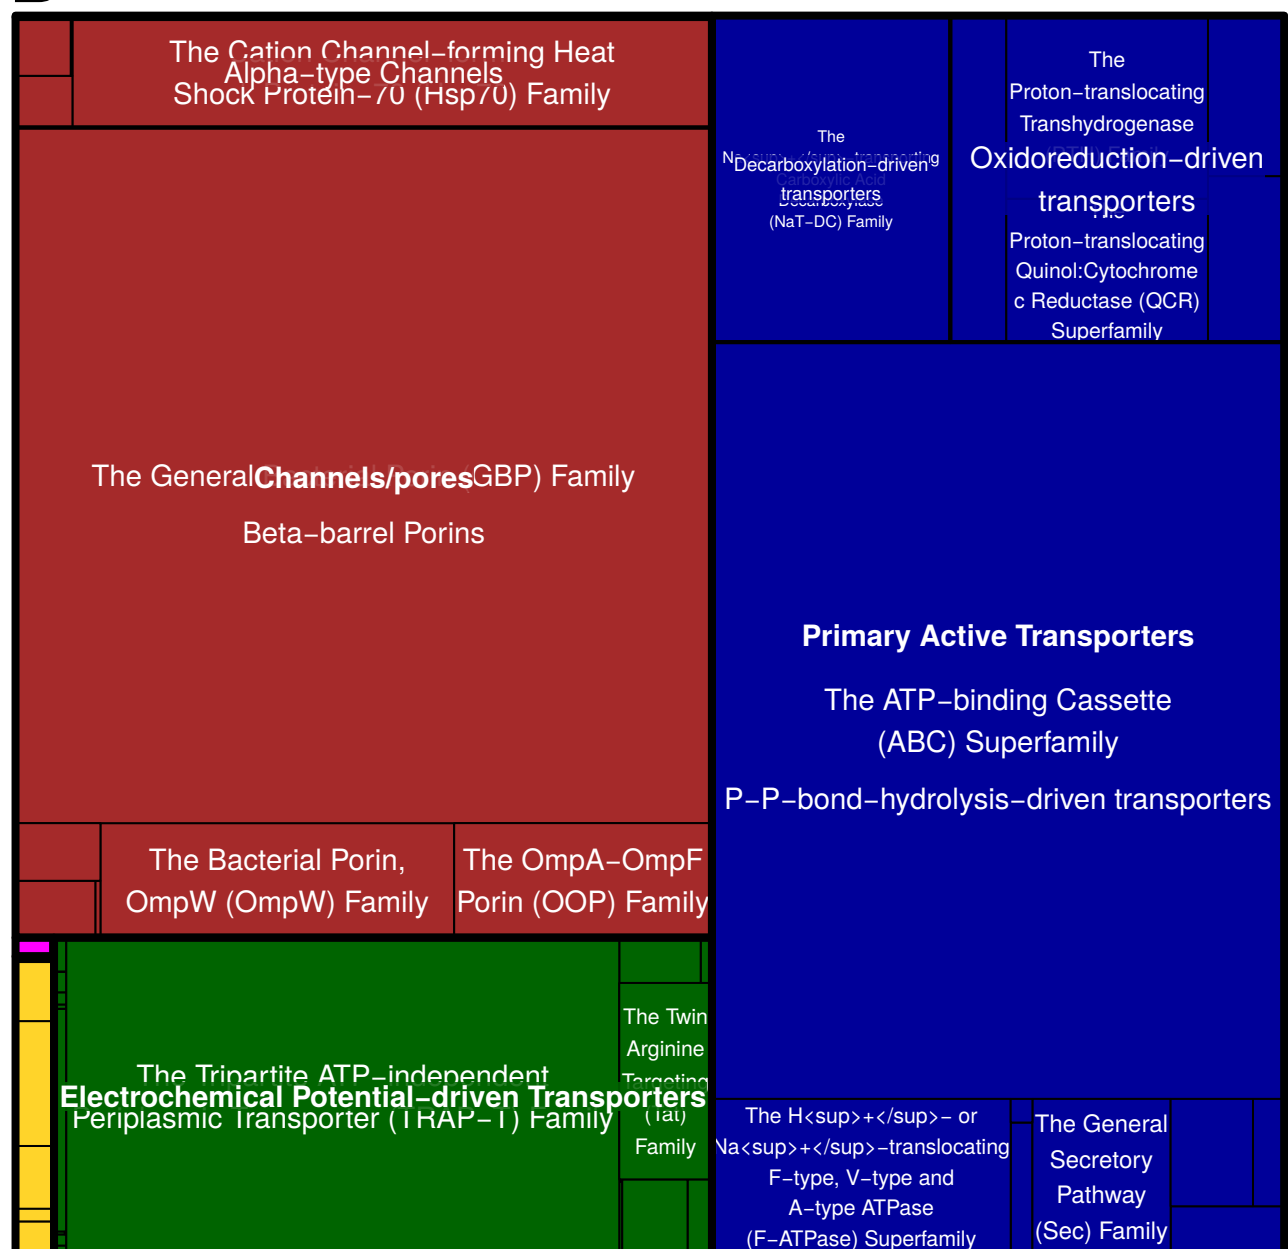 The Cation Channel−forming Heat
Alpha−type Channels
Shock Protein−70 (Hsp70) Family
The General Channels/pores (GBP) Family
Beta−barrel Porins
The Bacterial Porin,
OmpW (OmpW) Family
The OmpA−OmpF
Porin (OOP) Family
The Tripartite ATP−independent
Electrochemical Potential−driven Transporters
Periplasmic Transporter (TRAP−T) Family
The Twin
Arginine
Targeting
(Tat)
Family
The
Decarboxylation−driven
Carboxylic Acid
transporters
Decarboxylase
(NaT−DC) Family
The
Proton−translocating
Transhydrogenase
Oxidoreduction−driven
transporters
Proton−translocating
Quinol:Cytochrome
c Reductase (QCR)
Superfamily
Primary Active Transporters
The ATP−binding Cassette
(ABC) Superfamily
P−P−bond−hydrolysis−driven transporters
The H<sup>+</sup>− or
Na<sup>+</sup>−translocating
F−type, V−type and
A−type ATPase
(F−ATPase) Superfamily
The General
Secretory
Pathway
(Sec) Family